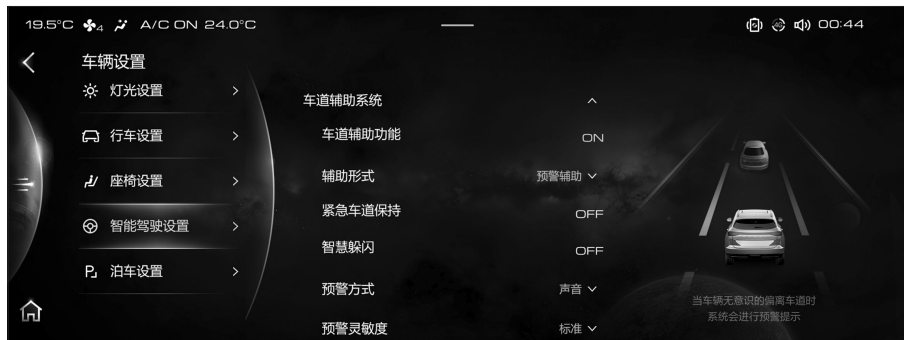 19.5°C 4 A/C ON 24.0°C 00:44
车辆设置
灯光设置
行车设置
座椅设置
智能驾驶设置
泊车设置
车道辅助系统
车道辅助功能 ON
辅助形式 预警辅助
紧急车道保持 OFF
智慧躲闪 OFF
预警方式 声音
预警灵敏度 标准
当车辆无意识的偏离车道时
系统会进行预警提示